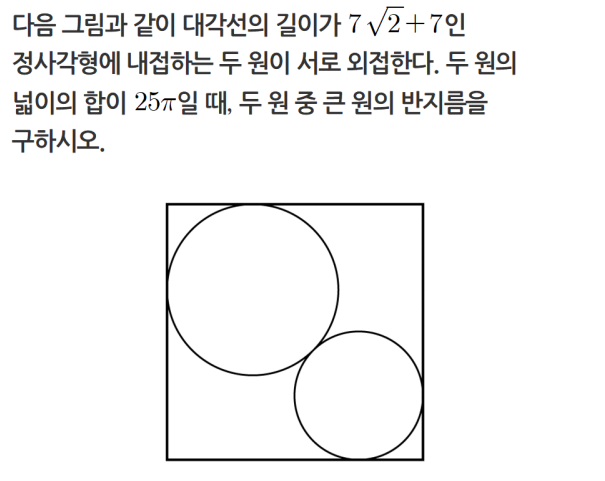 다음 그림과 같이 대각선의 길이가 7√2+7인
정사각형에 내접하는 두 원이 서로 외접한다. 두 원의
넓이의 합이 25π일 때, 두 원 중 큰 원의 반지름을
구하시오.